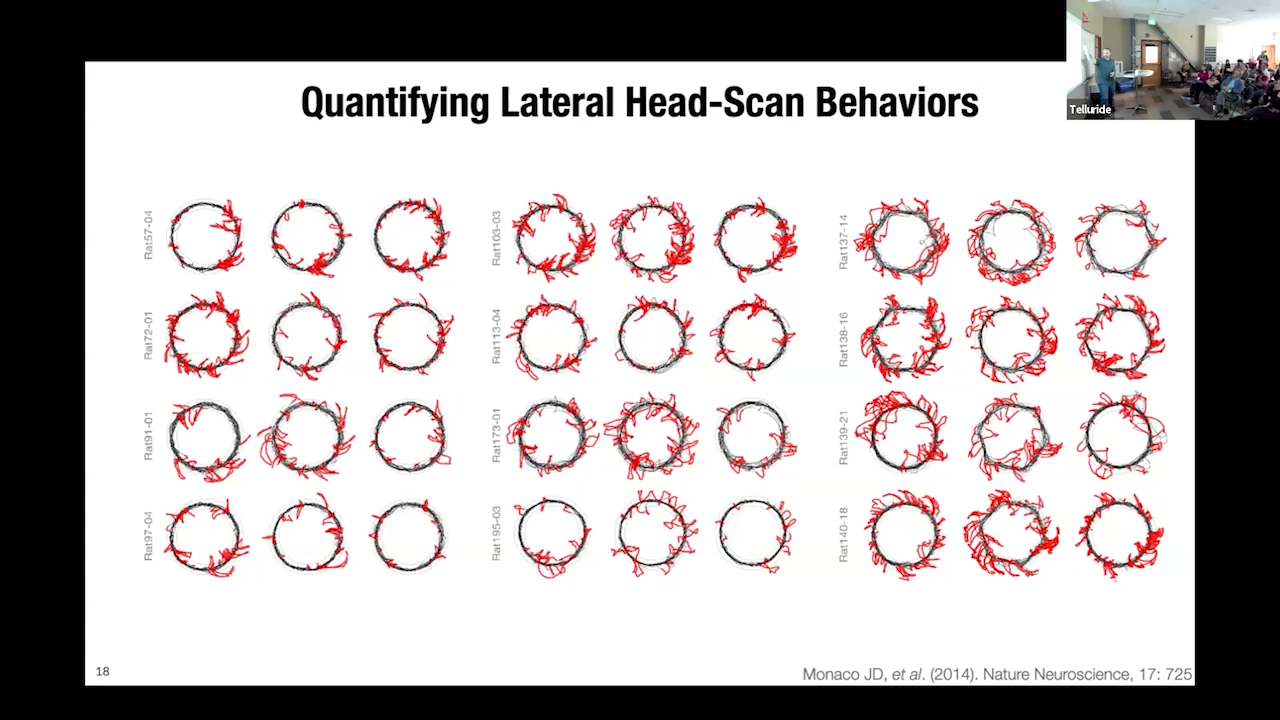 Quantifying Lateral Head-Scan Behaviors
Telluride
Rat57-04
Rat103-03
Rat137-14
Rat72-01
Rat113-04
Rat138-16
Rat91-01
Rat173-01
Rat139-21
Rat97-04
Rat195-03
Rat140-18
18
Monaco JD, et al. (2014). Nature Neuroscience, 17: 725